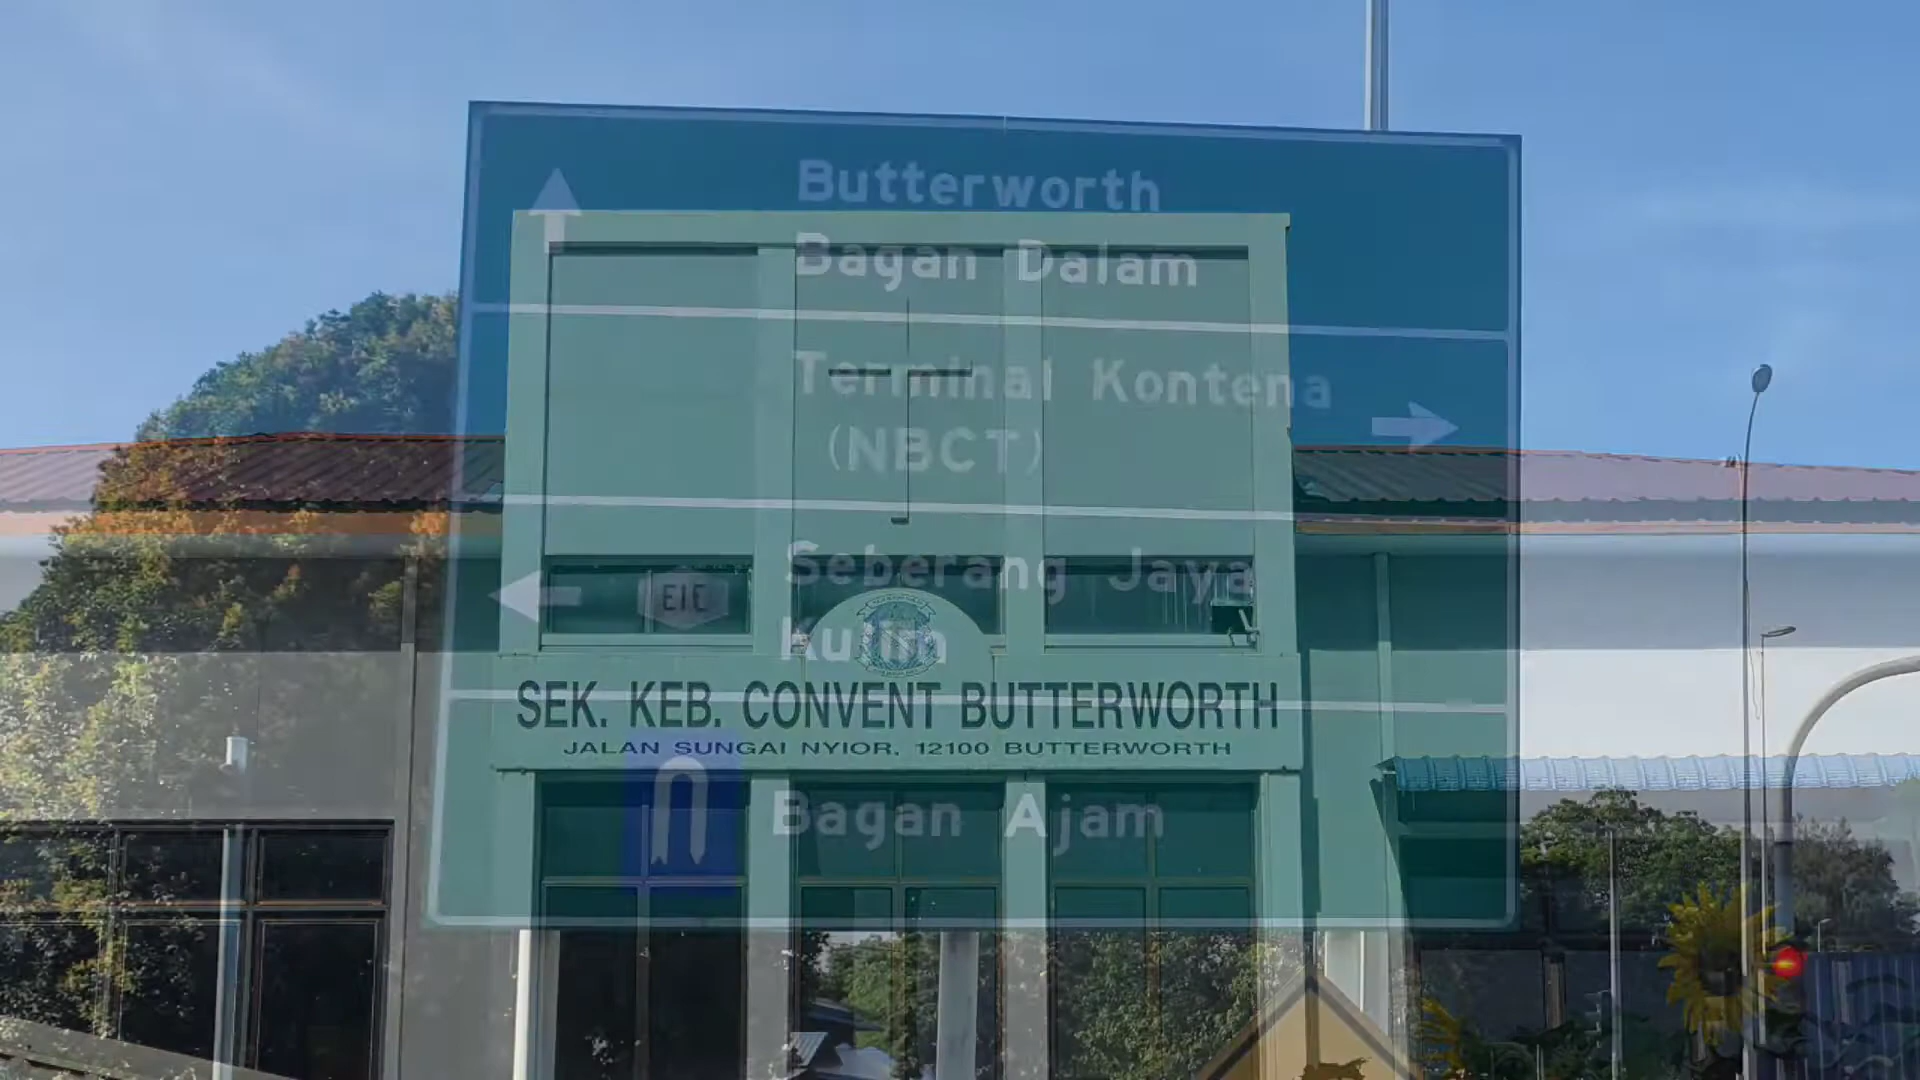 Butterworth
Bagan Dalam
Terminal Kontena
(NBCT)
Seberang Jaya
Kulim
SEK. KEB. CONVENT BUTTERWORTH
JALAN SUNGAI NYIOR, 12100 BUTTERWORTH
Bagan Ajam